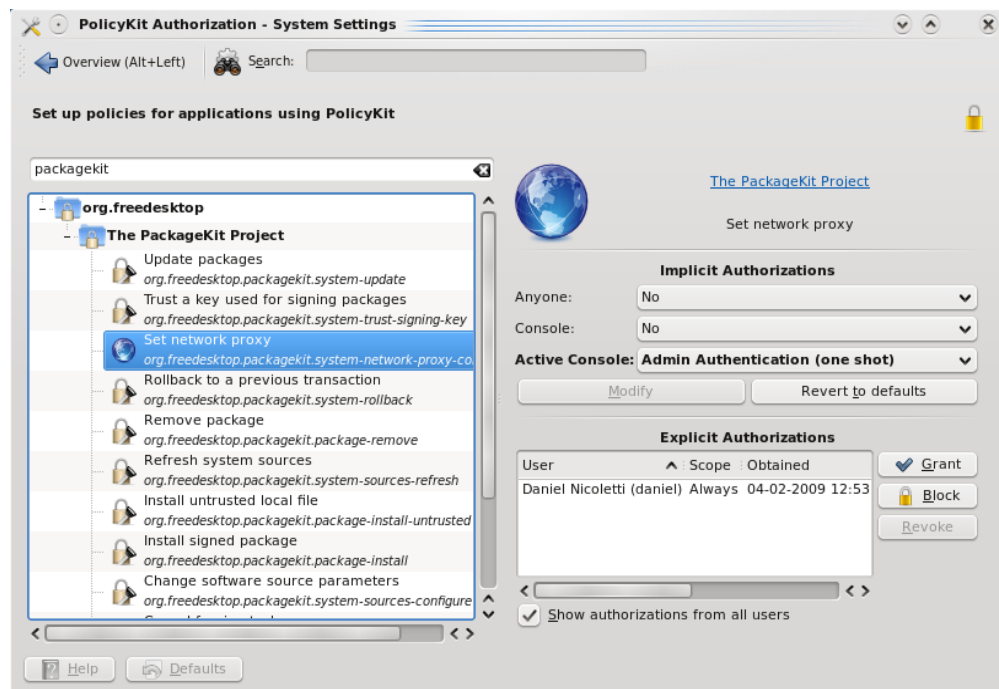 PolicyKit Authorization - System Settings
Overview (Alt+Left) Search:
Set up policies for applications using PolicyKit
packagekit
org.freedesktop
The PackageKit Project
Update packages
org.freedesktop.packagekit.system-update
Trust a key used for signing packages
org.freedesktop.packagekit.system-trust-signing-key
Set network proxy
org.freedesktop.packagekit.system-network-proxy-co
Rollback to a previous transaction
org.freedesktop.packagekit.system-rollback
Remove package
org.freedesktop.packagekit.package-remove
Refresh system sources
org.freedesktop.packagekit.system-sources-refresh
Install untrusted local file
org.freedesktop.packagekit.package-install-untrusted
Install signed package
org.freedesktop.packagekit.package-install
Change software source parameters
org.freedesktop.packagekit.system-sources-configure
The PackageKit Project
Set network proxy
Implicit Authorizations
Anyone: No
Console: No
Active Console: Admin Authentication (one shot)
Modify Revert to defaults
Explicit Authorizations
User Scope Obtained
Daniel Nicoletti (daniel) Always 04-02-2009 12:53
Grant
Block
Revoke
Show authorizations from all users
Help Defaults